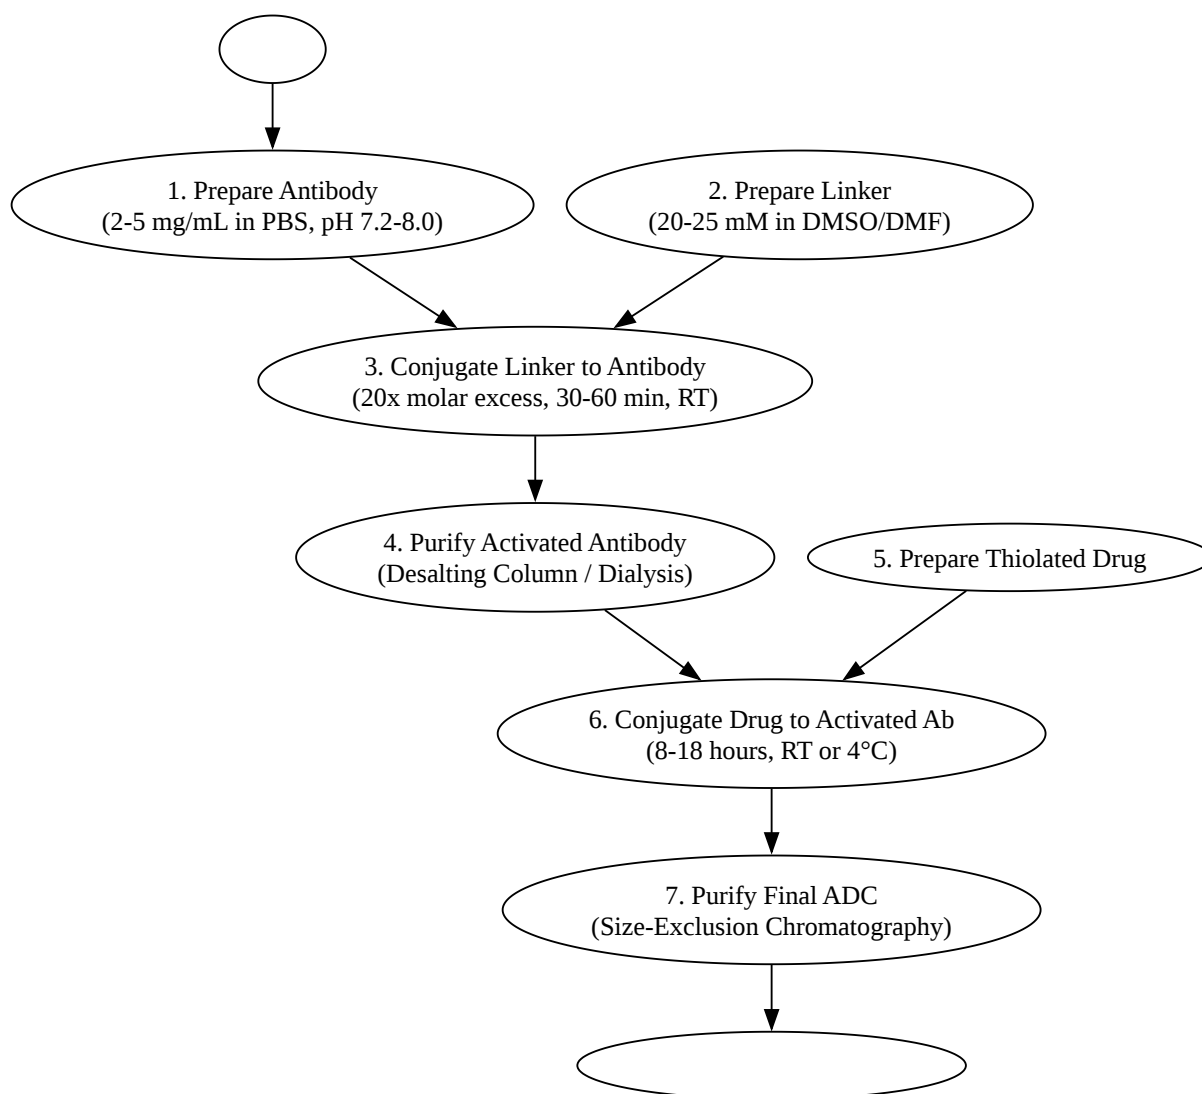 1. Prepare Antibody
(2-5 mg/mL in PBS, pH 7.2-8.0)
2. Prepare Linker
(20-25 mM in DMSO/DMF)
3. Conjugate Linker to Antibody
(20x molar excess, 30-60 min, RT)
4. Purify Activated Antibody
(Desalting Column / Dialysis)
5. Prepare Thiolated Drug
6. Conjugate Drug to Activated Ab
(8-18 hours, RT or 4°C)
7. Purify Final ADC
(Size-Exclusion Chromatography)